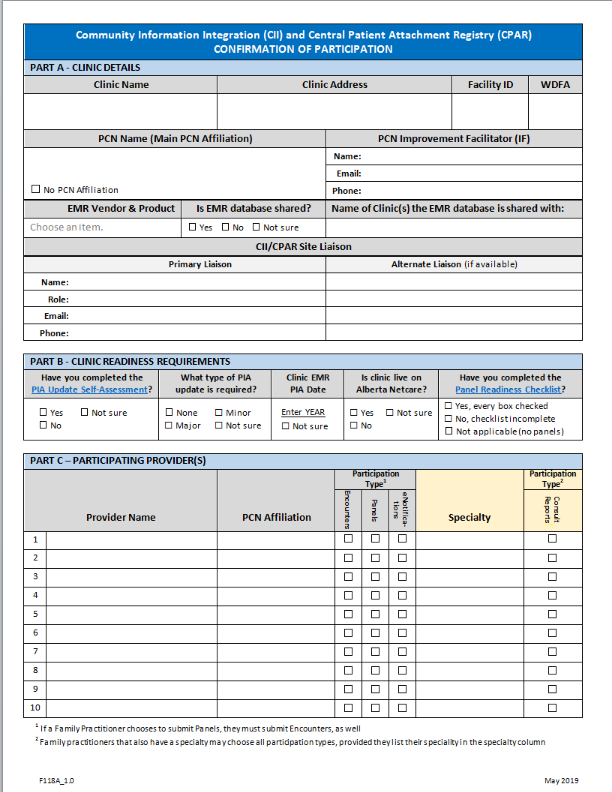 Community Information Integration (CII) and Central Patient Attachment Registry (CPAR)
CONFIRMATION OF PARTICIPATION
PART A - CLINIC DETAILS
Clinic Name Clinic Address Facility ID WDFA
PCN Name (Main PCN Affiliation) PCN Improvement Facilitator (IF)
Name:
Email:
☐ No PCN Affiliation Phone:
EMR Vendor & Product Is EMR database shared? Name of Clinic(s) the EMR database is shared with:
Choose an item. ☐ Yes ☐ No ☐ Not sure
CII/CPAR Site Liaison
Primary Liaison Alternate Liaison (if available)
Name:
Role:
Email:
Phone:
PART B - CLINIC READINESS REQUIREMENTS
Have you completed the What type of PIA Clinic EMR Is clinic live on Have you completed the
PIA Update Self-Assessment? update is required? PIA Date Alberta Netcare? Panel Readiness Checklist?
☐ Yes ☐ Not sure ☐ None ☐ Minor Enter YEAR ☐ Yes ☐ Not sure ☐ Yes, every box checked
☐ No ☐ Major ☐ Not sure ☐ Not sure ☐ No ☐ No, checklist incomplete
☐ Not applicable (no panels)
PART C – PARTICIPATING PROVIDER(S)
Participation Participation
Type1 Type2
Provider Name PCN Affiliation Encounters Panels eNotifica-tions Specialty Consult Reports
1 ☐ ☐ ☐ ☐
2 ☐ ☐ ☐ ☐
3 ☐ ☐ ☐ ☐
4 ☐ ☐ ☐ ☐
5 ☐ ☐ ☐ ☐
6 ☐ ☐ ☐ ☐
7 ☐ ☐ ☐ ☐
8 ☐ ☐ ☐ ☐
9 ☐ ☐ ☐ ☐
10 ☐ ☐ ☐ ☐
1 If a Family Practitioner chooses to submit Panels, they must submit Encounters, as well
2 Family practitioners that also have a specialty may choose all participation types, provided they list their speciality in the specialty column
F118A_1.0 May 2019